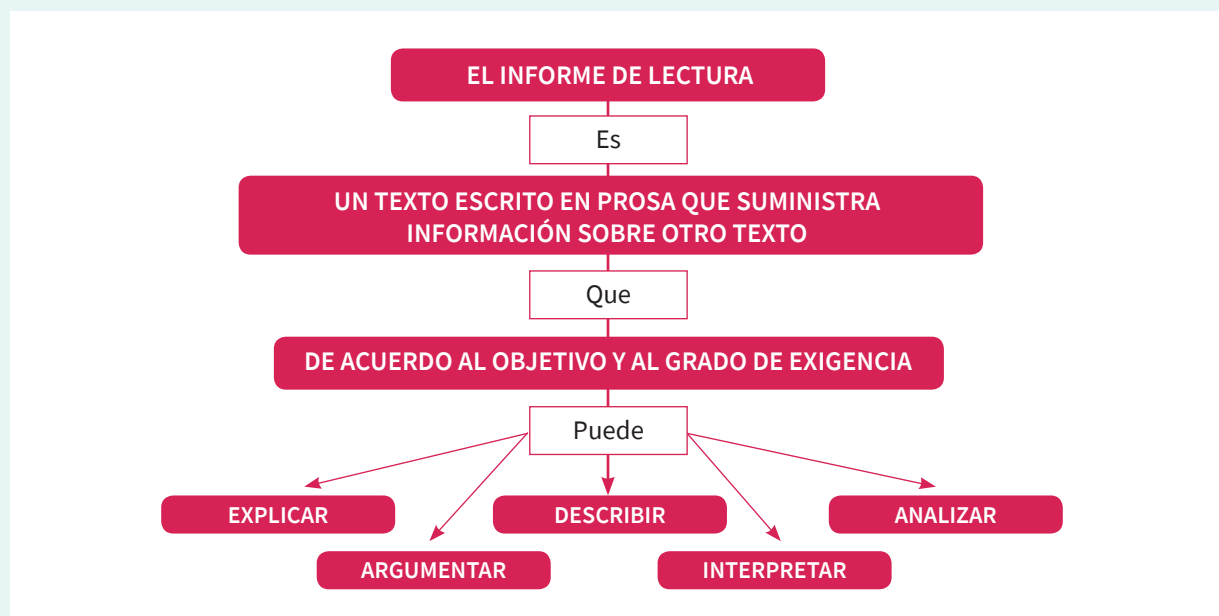 EL INFORME DE LECTURA
Es
UN TEXTO ESCRITO EN PROSA QUE SUMINISTRA
INFORMACIÓN SOBRE OTRO TEXTO
Que
DE ACUERDO AL OBJETIVO Y AL GRADO DE EXIGENCIA
Puede
EXPLICAR
DESCRIBIR
ANALIZAR
ARGUMENTAR
INTERPRETAR